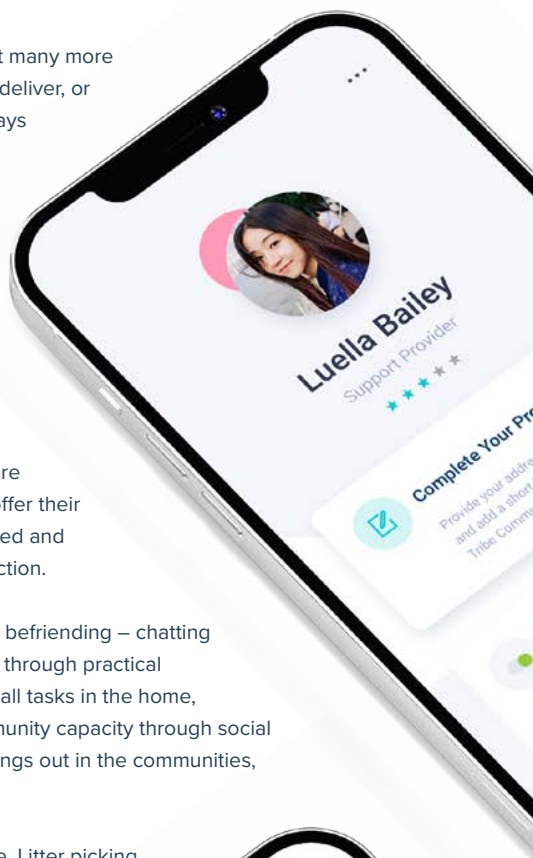 t many more
deliver, or
ays
re
offer their
ed and
ction.
befriending – chatting
through practical
all tasks in the home,
munity capacity through social
ngs out in the communities,
e. Litter picking
Luella Bailey
Support Provider
Complete Your Pro
Provide your addre
and add a short
Tribe Comm